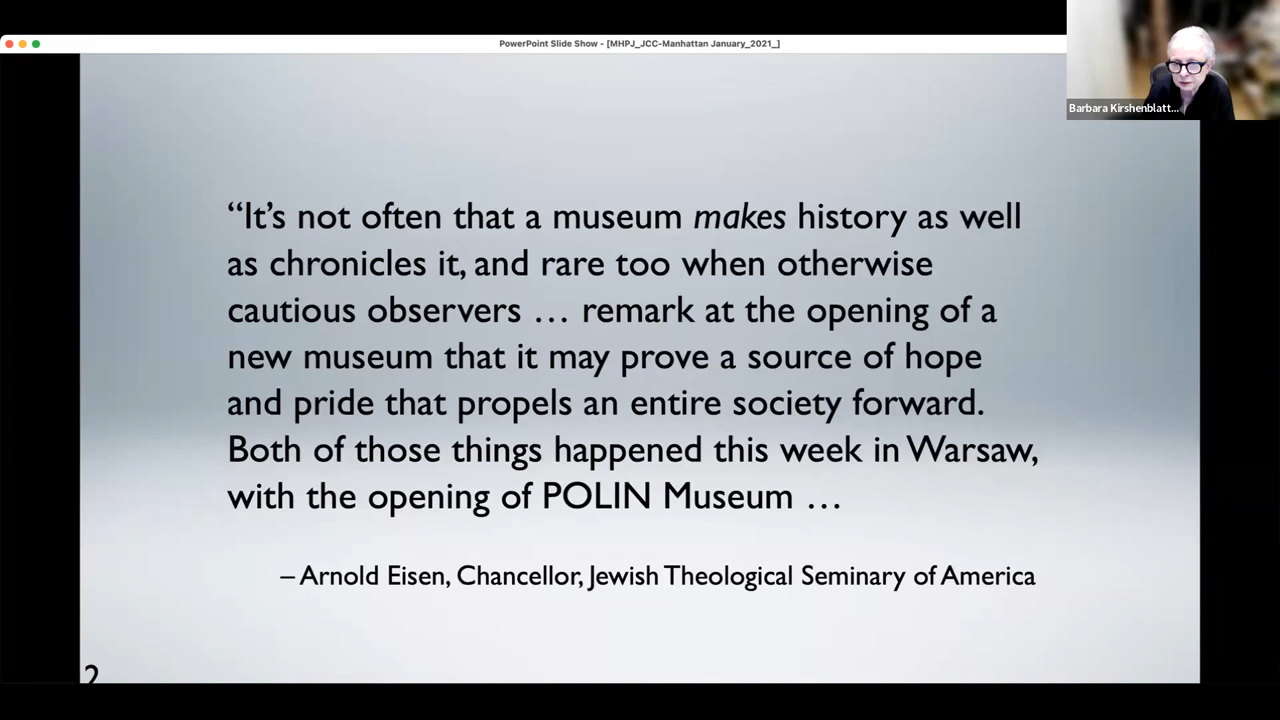 PowerPoint Slide Show - [MHPJ_JCC-Manhattan January_2021_]
Barbara Kirshenblatt...
“It’s not often that a museum makes history as well
as chronicles it, and rare too when otherwise
cautious observers … remark at the opening of a
new museum that it may prove a source of hope
and pride that propels an entire society forward.
Both of those things happened this week in Warsaw,
with the opening of POLIN Museum …
– Arnold Eisen, Chancellor, Jewish Theological Seminary of America
2